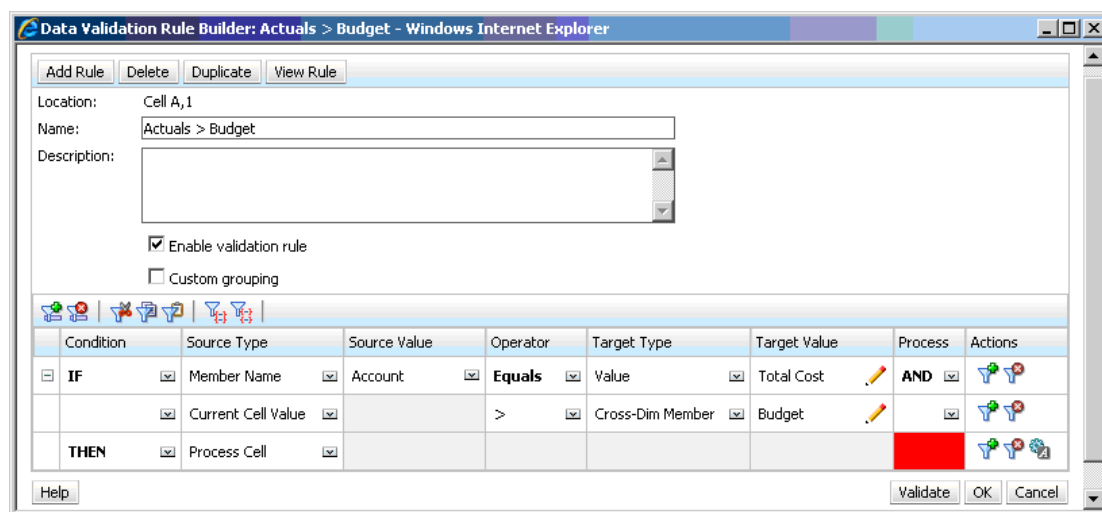 Data Validation Rule Builder: Actuals > Budget - Windows Internet Explorer
Add Rule Delete Duplicate View Rule
Location: Cell A,1
Name: Actuals > Budget
Description:
Enable validation rule
Custom grouping
Condition Source Type Source Value Operator Target Type Target Value Process Actions
IF Member Name Account Equals Value Total Cost AND
Current Cell Value > Cross-Dim Member Budget
THEN Process Cell
Help Validate OK Cancel